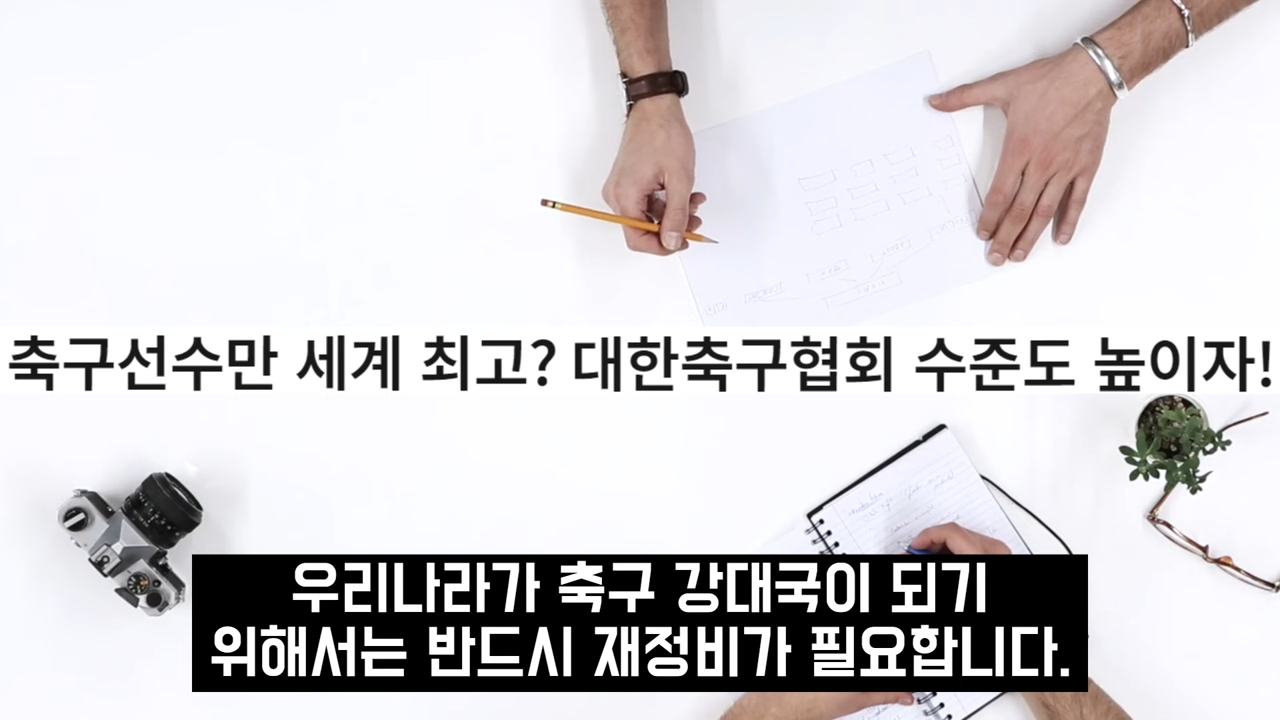 축구선수만 세계 최고? 대한축구협회 수준도 높이자!
우리나라가 축구 강대국이 되기
위해서는 반드시 재정비가 필요합니다.